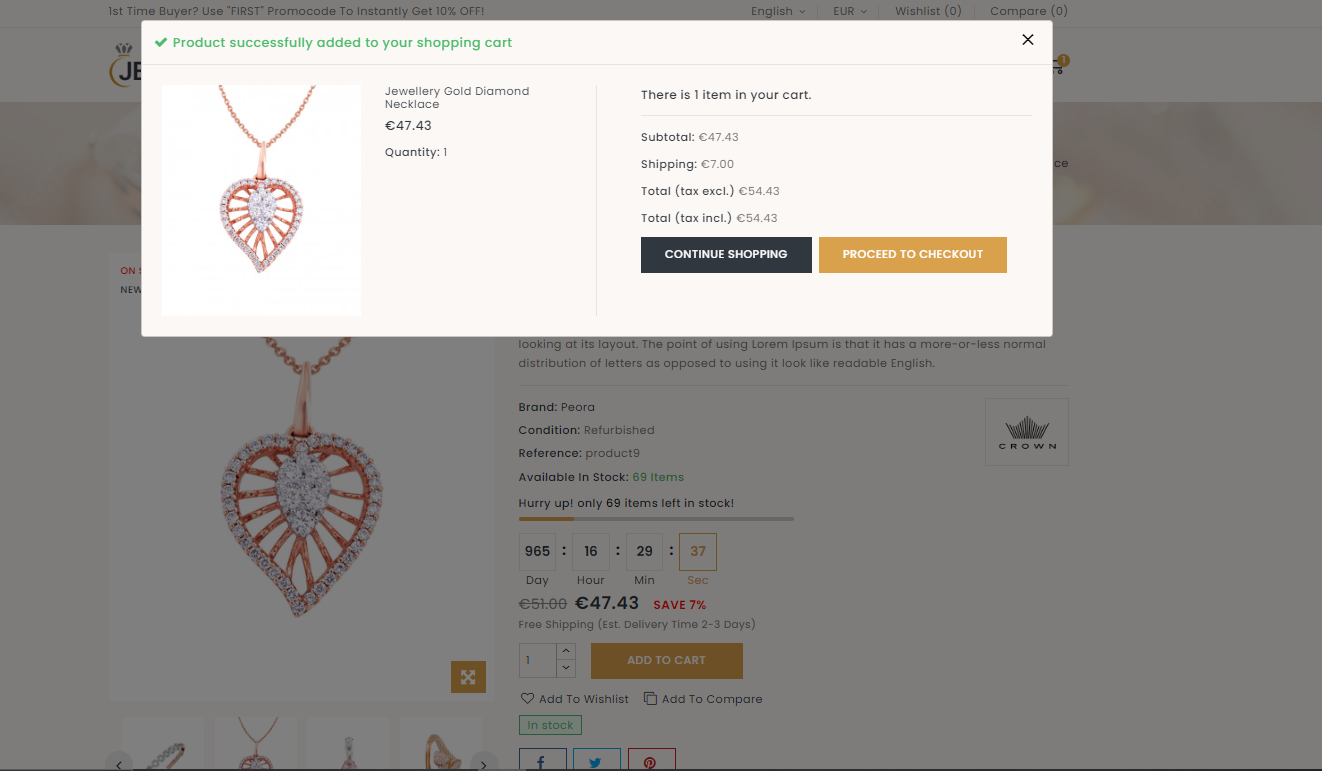 1st Time Buyer? Use "FIRST" Promocode To Instantly Get 10% OFF!
English
EUR
Wishlist (0)
Compare (0)
Product successfully added to your shopping cart
JE
1
Jewellery Gold Diamond
Necklace
€47.43
Quantity: 1
There is 1 item in your cart.
Subtotal: €47.43
Shipping: €7.00
Total (tax excl.) €54.43
Total (tax incl.) €54.43
CONTINUE SHOPPING
PROCEED TO CHECKOUT
ce
ON S
NEW
looking at its layout. The point of using Lorem Ipsum is that it has a more-or-less normal
distribution of letters as opposed to using it look like readable English.
Brand: Peora
Condition: Refurbished
Reference: product9
Available In Stock: 69 Items
CROWN
Hurry up! only 69 items left in stock!
965 : 16 : 29 : 37
Day Hour Min Sec
€51.00 €47.43 SAVE 7%
Free Shipping (Est. Delivery Time 2-3 Days)
1
ADD TO CART
Add To Wishlist
Add To Compare
In stock